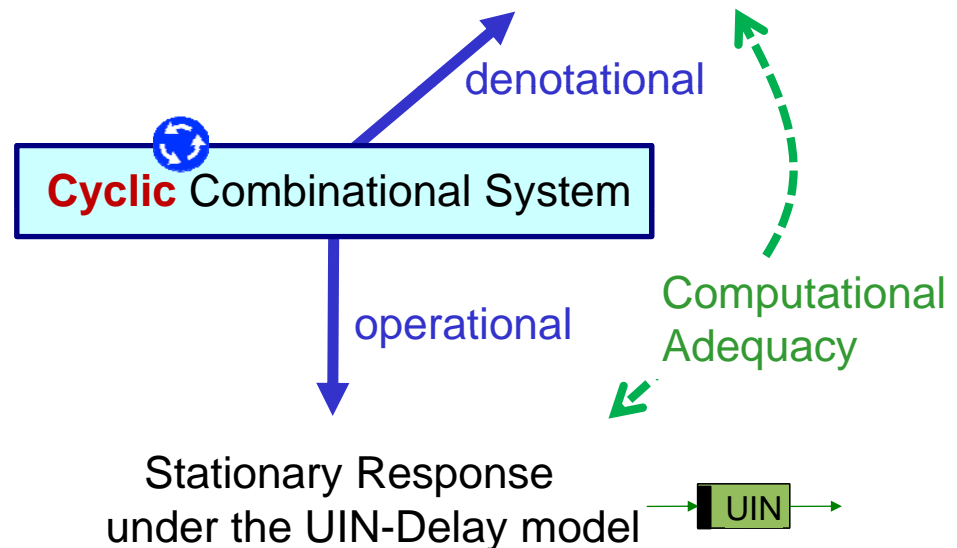 denotational
Cyclic Combinational System
operational
Computational
Adequacy
Stationary Response
under the UIN-Delay model
UIN